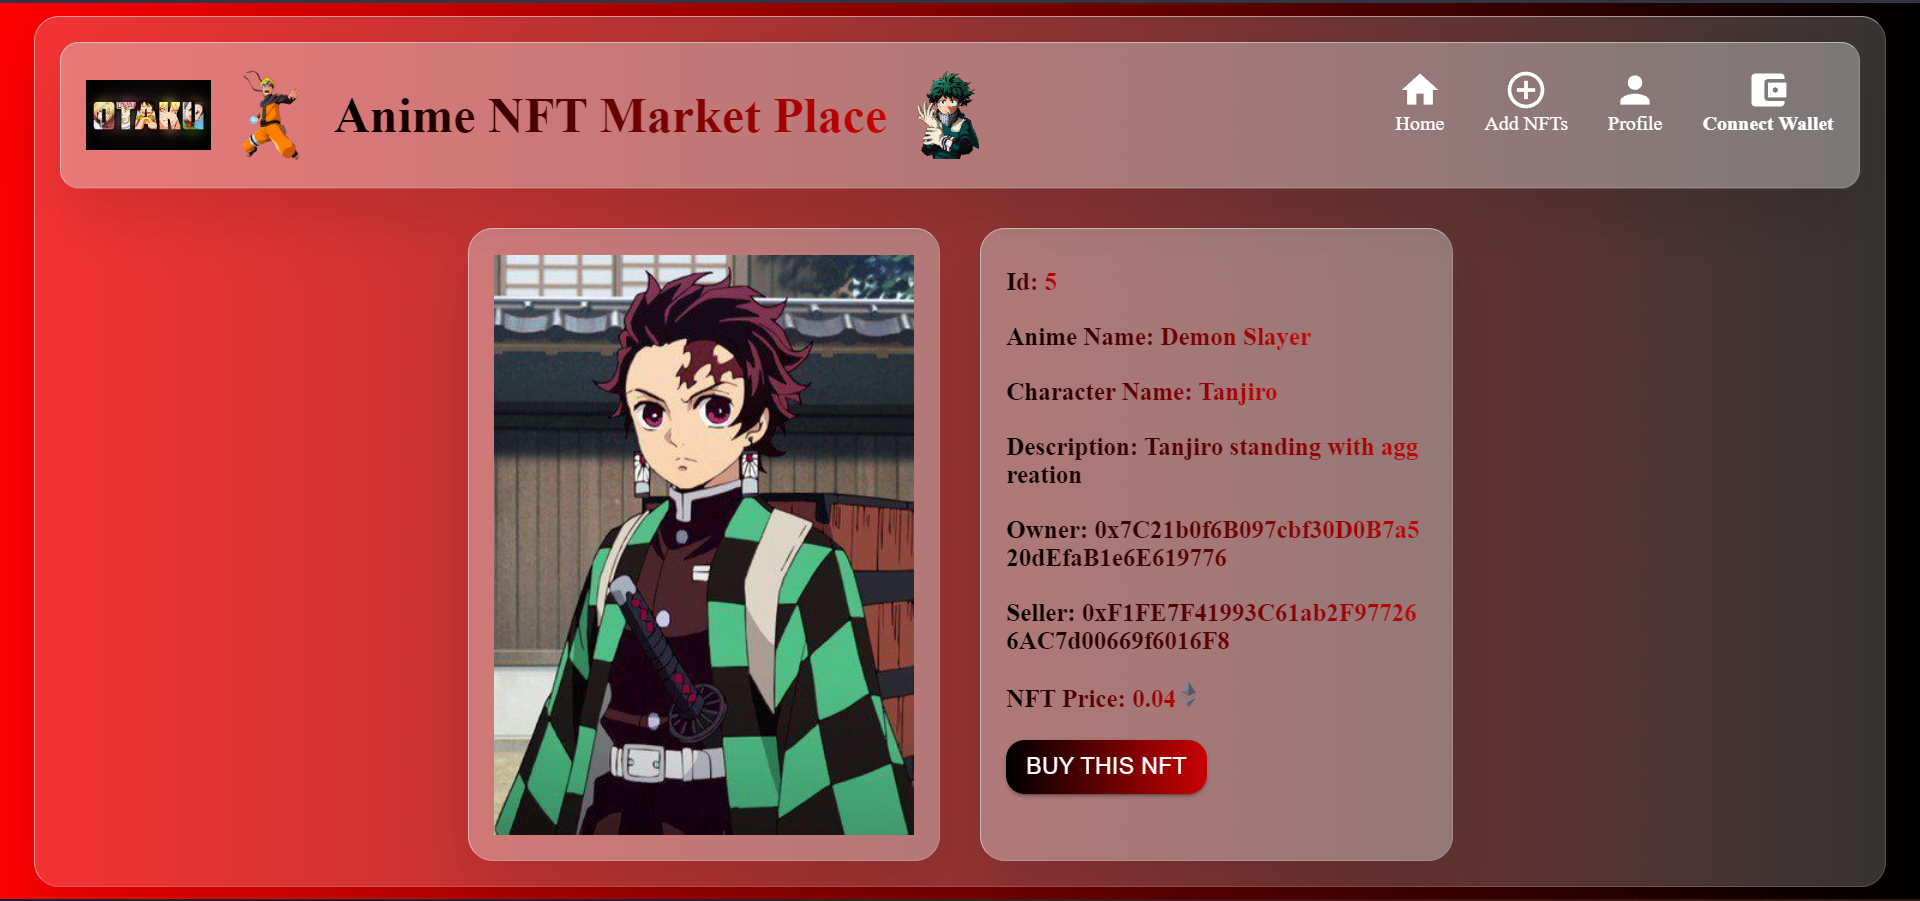 OTAKU
Anime NFT Market Place
Home
Add NFTs
Profile
Connect Wallet
Id: 5
Anime Name: Demon Slayer
Character Name: Tanjiro
Description: Tanjiro standing with agg
reation
Owner: 0x7C21b0f6B097cbf30D0B7a5
20dEfaB1e6E619776
Seller: 0xF1FE7F41993C61ab2F97726
6AC7d00669f6016F8
NFT Price: 0.04
BUY THIS NFT